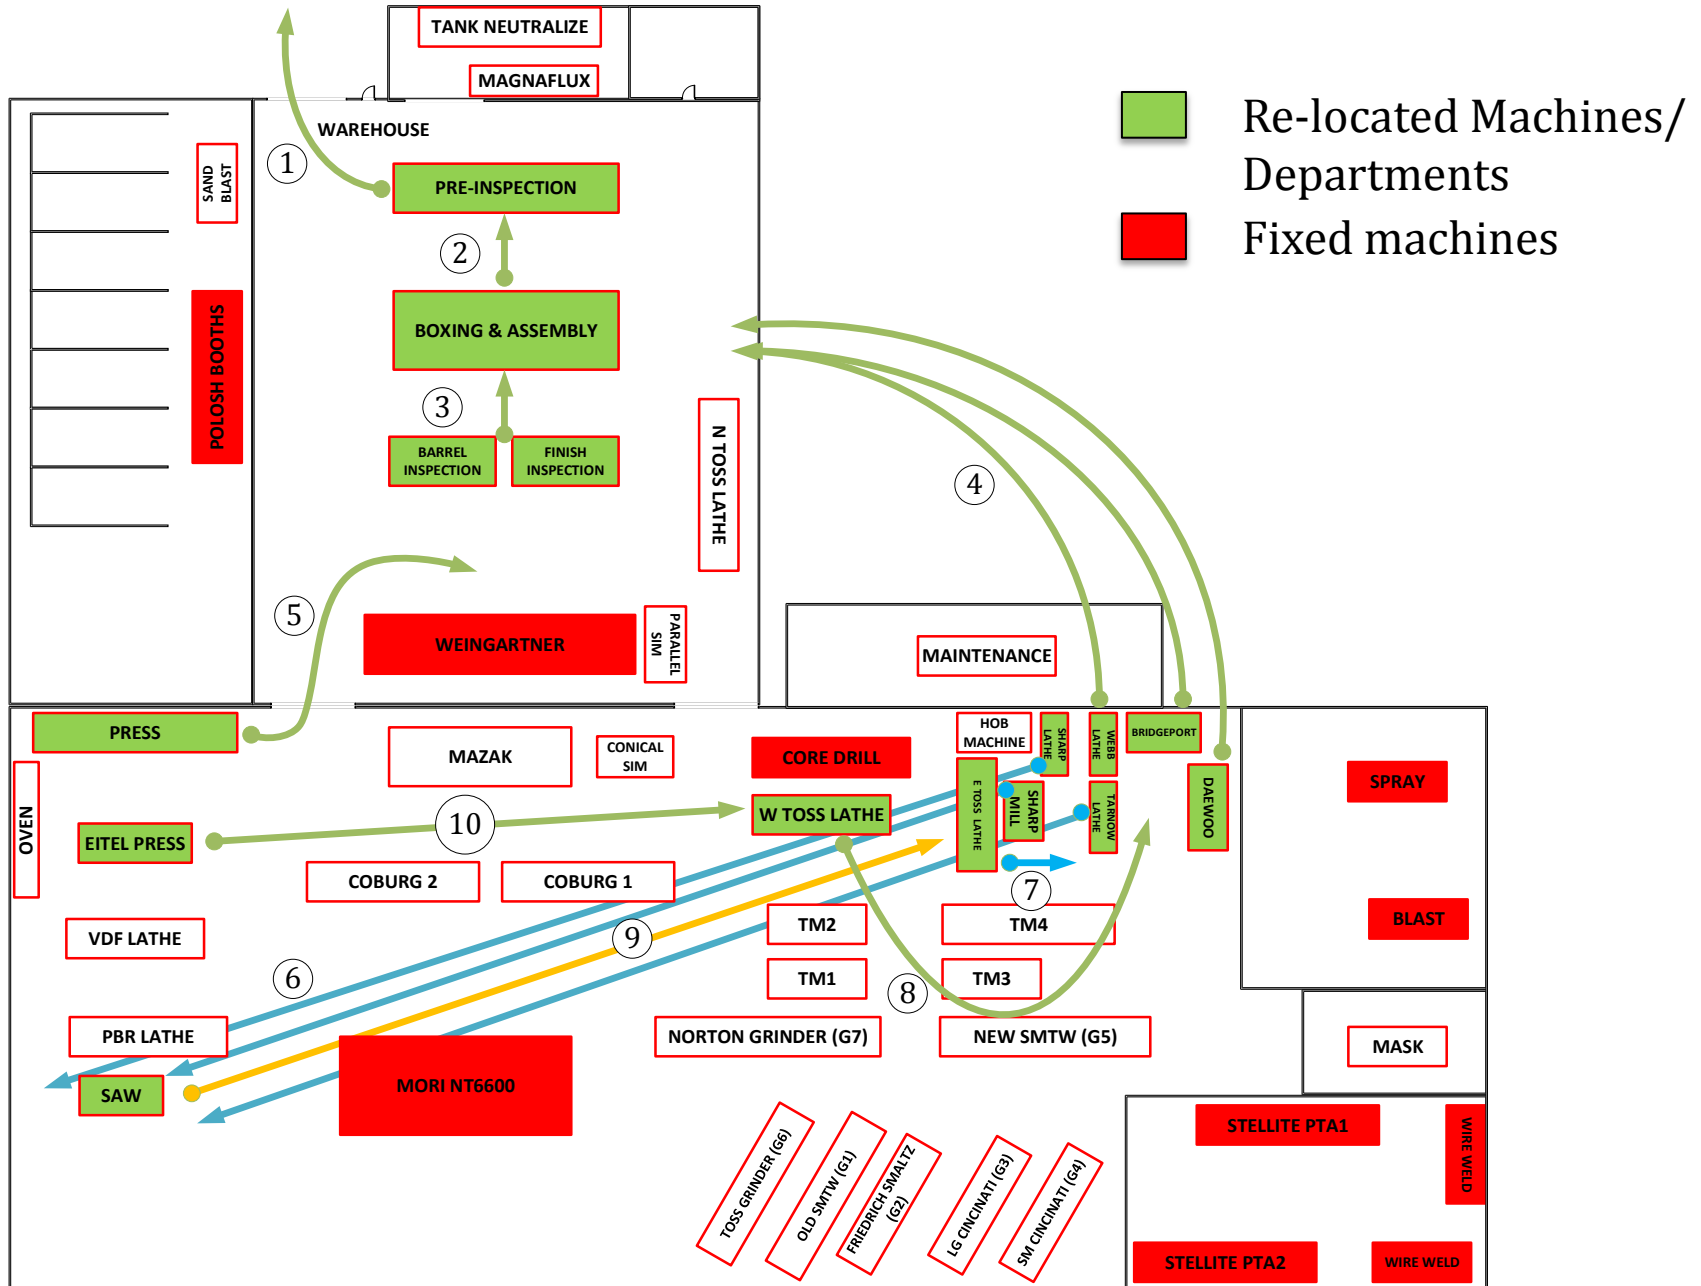 TANK NEUTRALIZE
MAGNAFLUX
WAREHOUSE
Re-located Machines/
Departments
Fixed machines
1
SAND
BLAST
PRE-INSPECTION
2
BOXING & ASSEMBLY
POLOSH BOOTHS
3
BARREL
INSPECTION
FINISH
INSPECTION
N TOSS LATHE
4
5
WEINGARTNER
PARALLEL
SIM
MAINTENANCE
PRESS
MAZAK
CONICAL
SIM
CORE DRILL
HOB
MACHINE
SHARP
LATHE
WEBB
LATHE
BRIDGEPORT
DAEWOO
SPRAY
OVEN
EITEL PRESS
10
W TOSS LATHE
E TOSS LATHE
SHARP
MILL
TARNOW
LATHE
COBURG 2
COBURG 1
7
VDF LATHE
9
TM2
TM4
BLAST
6
TM1
8
TM3
PBR LATHE
NORTON GRINDER (G7)
NEW SMTW (G5)
MASK
SAW
MORI NT6600
TOSS GRINDER (G6)
OLD SMTW (G1)
FRIEDRICH SMALTZ
(G2)
LG CINCINATI (G3)
SM CINCINATI (G4)
STELLITE PTA1
WIRE WELD
STELLITE PTA2
WIRE WELD